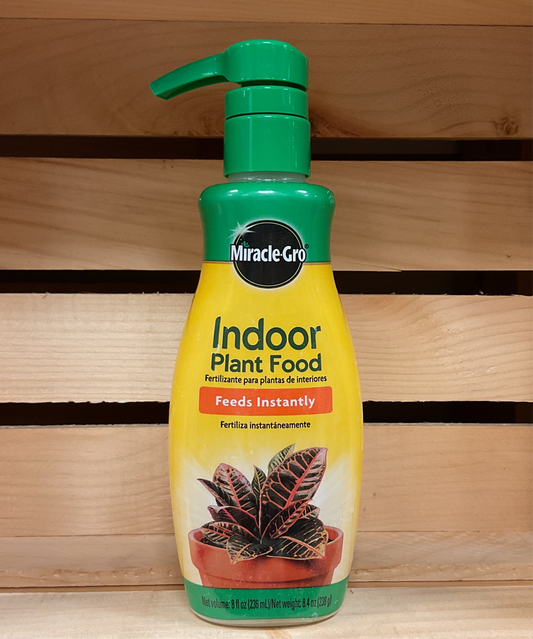 Miracle-Gro®
Indoor
Plant Food
Fertilizante para plantas de interiores
Feeds Instantly
Fertiliza instantáneamente
Net volume: 8 fl oz (236 mL)/Net weight: 8.4 oz (238 g)